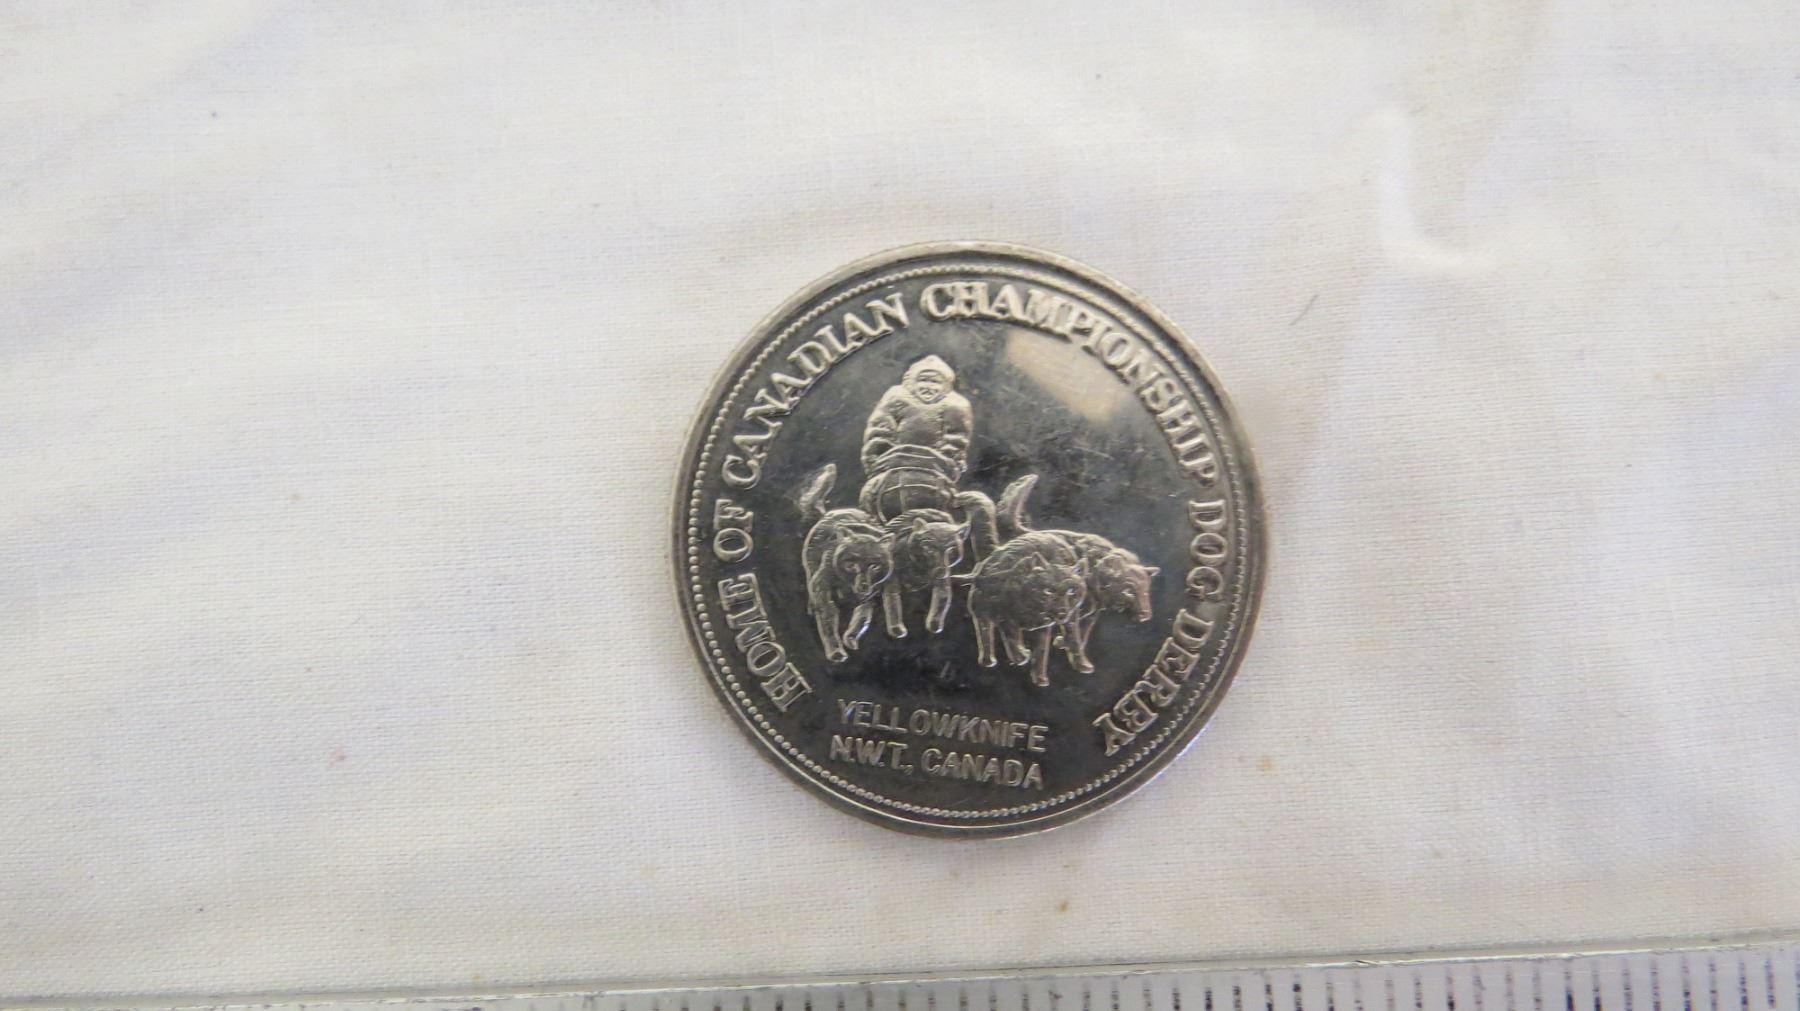 HOME OF CANADIAN CHAMPIONSHIP DOG DERBY
YELLOWKNIFE
N.W.T., CANADA